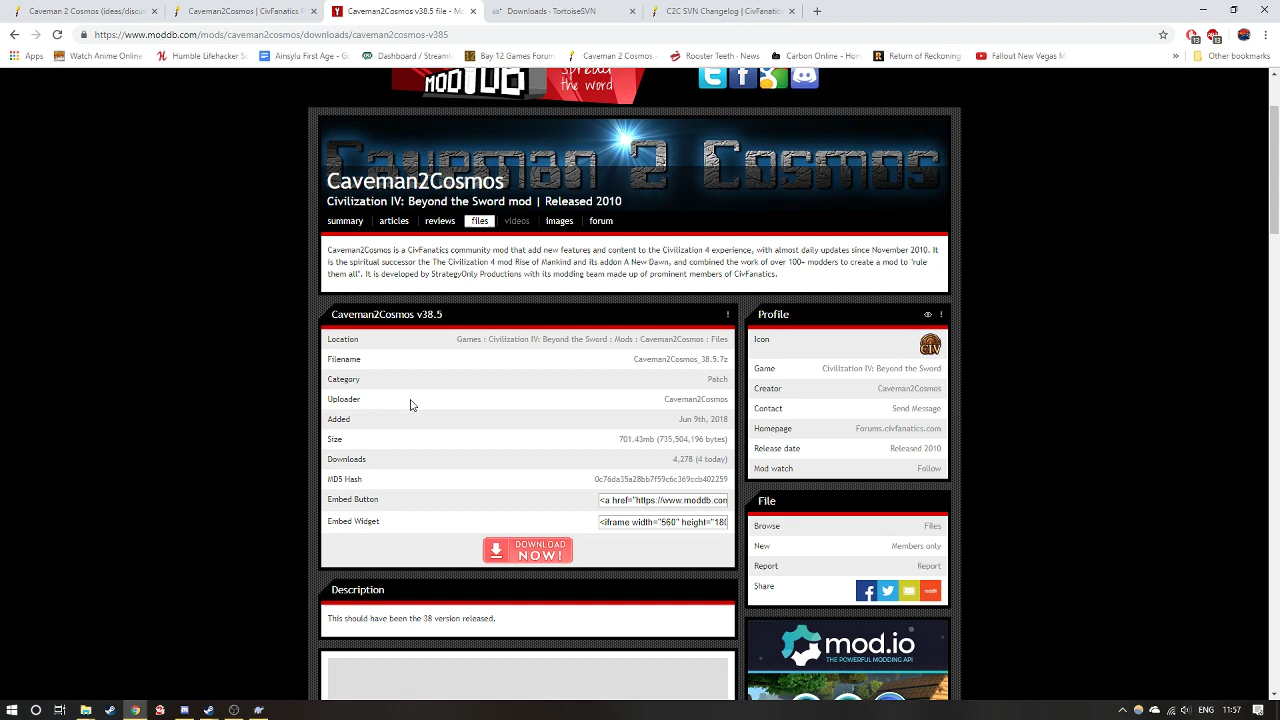 Caveman 2 Cosmos (ideas/discus
Caveman2Cosmos | CivFanatics F
Caveman2Cosmos v38.5 file - Mo
Downloads · TortoiseSVN
C2C SVN Changelog | CivFanatic
https://www.moddb.com/mods/caveman2cosmos/downloads/caveman2cosmos-v385
Apps
Watch Anime Online
Humble Lifehacker S
Ainsylu First Age - G
Dashboard / Streami
Bay 12 Games Forum
Caveman 2 Cosmos
Rooster Teeth · News
Carbon Online - Hom
Return of Reckoning
Fallout New Vegas M
»
Other bookmarks
MODDB
Spread
the word
Caveman 2 Cosmos
Caveman2Cosmos
Civilization IV: Beyond the Sword mod | Released 2010
summary articles reviews files videos images forum
Caveman2Cosmos is a CivFanatics community mod that add new features and content to the Civilization 4 experience, with almost daily updates since November 2010. It
is the spiritual successor the The Civilization 4 mod Rise of Mankind and its addon A New Dawn, and combined the work of over 100+ modders to create a mod to "rule
them all". It is developed by StrategyOnly Productions with its modding team made up of prominent members of CivFanatics.
Caveman2Cosmos v38.5
Location Games : Civilization IV: Beyond the Sword : Mods : Caveman2Cosmos : Files
Filename Caveman2Cosmos_38.5.7z
Category Patch
Uploader Caveman2Cosmos
Added Jun 9th, 2018
Size 701.43mb (735,504,196 bytes)
Downloads 4,278 (4 today)
MD5 Hash 0c76da35a28bb7f59c6c369ccb402259
Embed Button <a href="https://www.moddb.con
Embed Widget <iframe width="560" height="180
DOWNLOAD
NOW!
Description
This should have been the 38 version released.
Profile
Icon
CIV
Game Civilization IV: Beyond the Sword
Creator Caveman2Cosmos
Contact Send Message
Homepage Forums.civfanatics.com
Release date Released 2010
Mod watch Follow
File
Browse Files
New Members only
Report Report
Share
reddit
mod.io
THE POWERFUL MODDING API
ENG 11:57